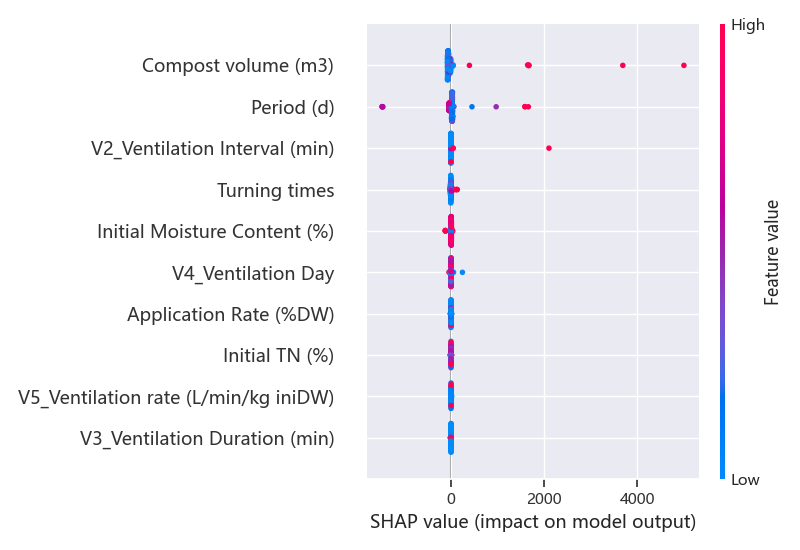 High
Compost volume (m3)
Period (d)
V2_Ventilation Interval (min)
Turning times
Initial Moisture Content (%)
V4_Ventilation Day
Application Rate (%DW)
Initial TN (%)
V5_Ventilation rate (L/min/kg iniDW)
V3_Ventilation Duration (min)
Feature value
Low
0 2000 4000
SHAP value (impact on model output)